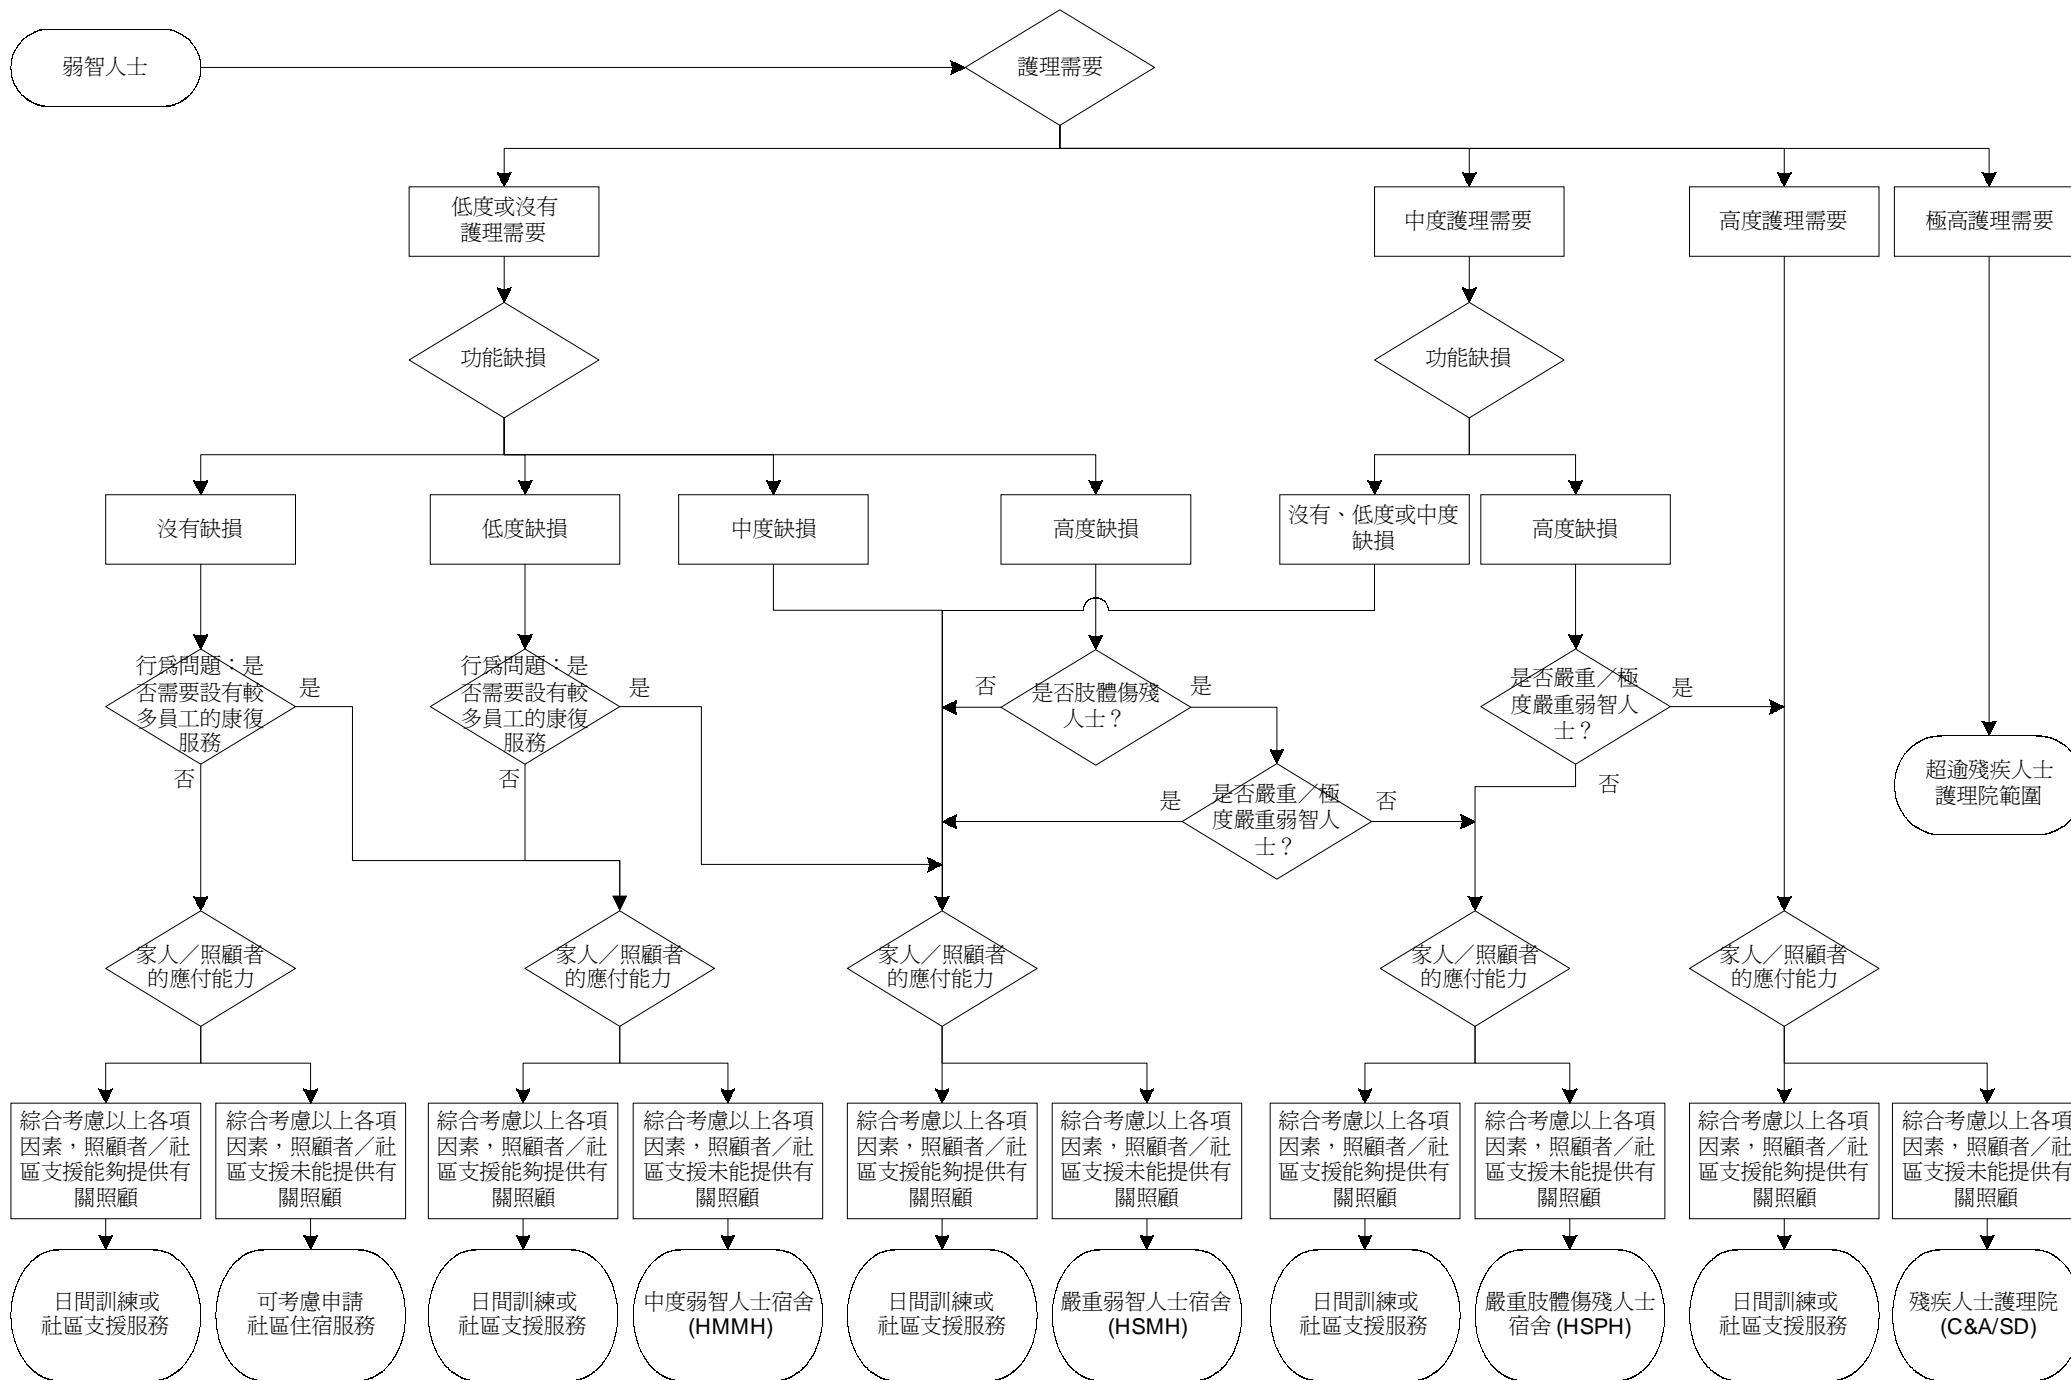 弱智人士
護理需要
低度或沒有
護理需要
中度護理需要
高度護理需要
極高護理需要
功能缺損
功能缺損
沒有缺損
低度缺損
中度缺損
高度缺損
沒有、低度或中度
缺損
高度缺損
行爲問題：是
否需要設有較
多員工的康復
服務
是
否
行爲問題：是
否需要設有較
多員工的康復
服務
是
否
否
是否肢體傷殘
人士？
是
是否嚴重／極
度嚴重弱智人
士？
是
否
是
是否嚴重／極
度嚴重弱智人
士？
否
超逾殘疾人士
護理院範圍
家人／照顧者
的應付能力
家人／照顧者
的應付能力
家人／照顧者
的應付能力
家人／照顧者
的應付能力
家人／照顧者
的應付能力
綜合考慮以上各項
因素，照顧者／社
區支援能夠提供有
關照顧
綜合考慮以上各項
因素，照顧者／社
區支援未能提供有
關照顧
綜合考慮以上各項
因素，照顧者／社
區支援能夠提供有
關照顧
綜合考慮以上各項
因素，照顧者／社
區支援未能提供有
關照顧
綜合考慮以上各項
因素，照顧者／社
區支援能夠提供有
關照顧
綜合考慮以上各項
因素，照顧者／社
區支援未能提供有
關照顧
綜合考慮以上各項
因素，照顧者／社
區支援能夠提供有
關照顧
綜合考慮以上各項
因素，照顧者／社
區支援未能提供有
關照顧
綜合考慮以上各項
因素，照顧者／社
區支援能夠提供有
關照顧
綜合考慮以上各項
因素，照顧者／社
區支援未能提供有
關照顧
日間訓練或
社區支援服務
可考慮申請
社區住宿服務
日間訓練或
社區支援服務
中度弱智人士宿舍
(HMMH)
日間訓練或
社區支援服務
嚴重弱智人士宿舍
(HSMH)
日間訓練或
社區支援服務
嚴重肢體傷殘人士
宿舍 (HSPH)
日間訓練或
社區支援服務
殘疾人士護理院
(C&A/SD)